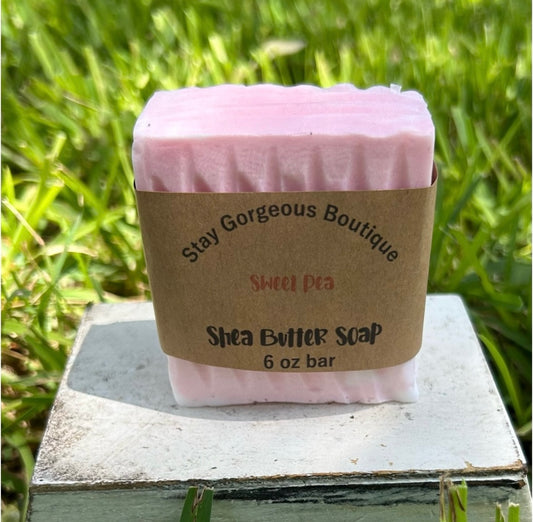 Stay Gorgeous Boutique
Sweet Pea
Shea Butter Soap
6 oz bar